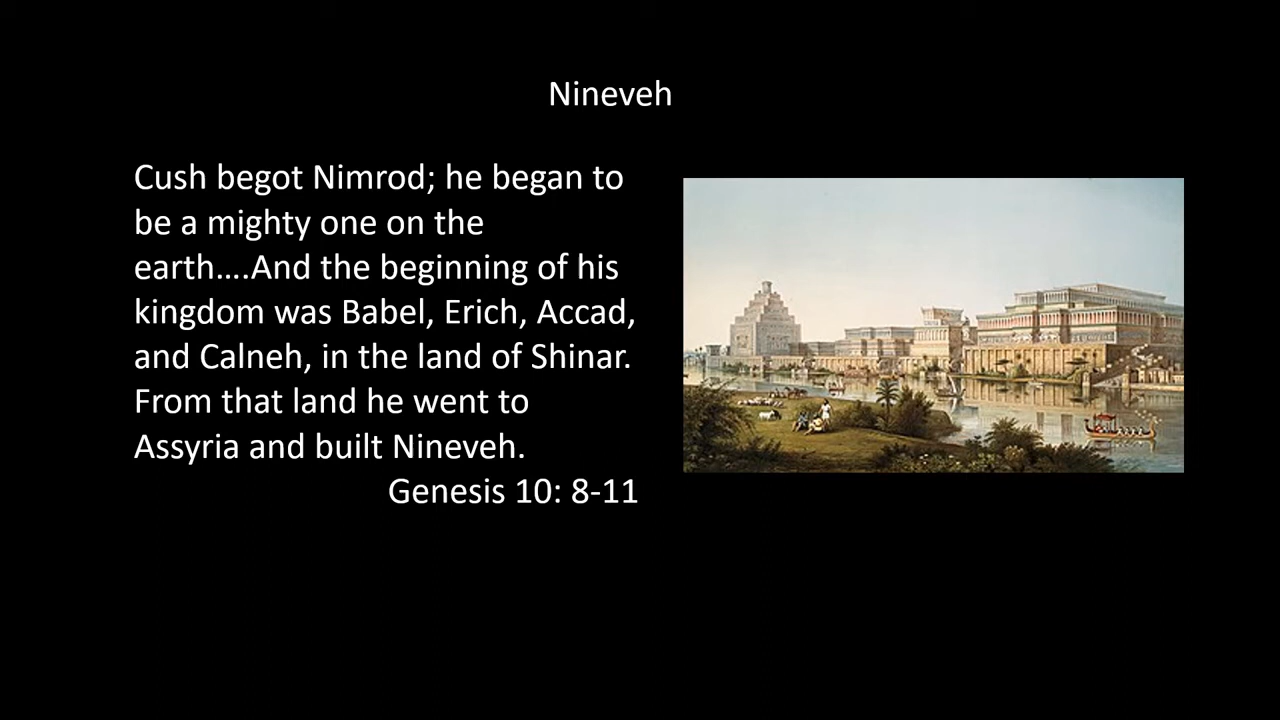 Nineveh
Cush begot Nimrod; he began to
be a mighty one on the
earth….And the beginning of his
kingdom was Babel, Erich, Accad,
and Calneh, in the land of Shinar.
From that land he went to
Assyria and built Nineveh.
Genesis 10: 8-11